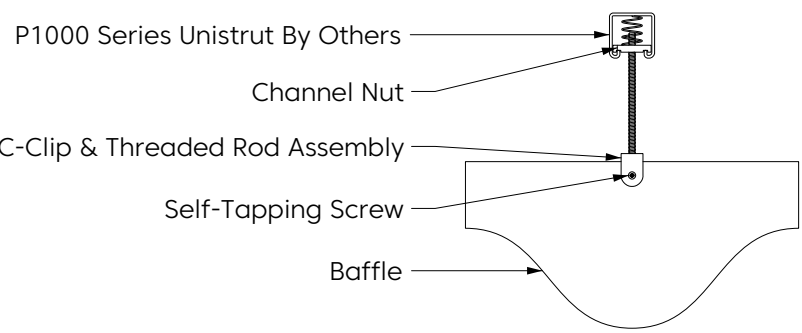 P1000 Series Unistrut By Others
Channel Nut
C-Clip & Threaded Rod Assembly
Self-Tapping Screw
Baffle